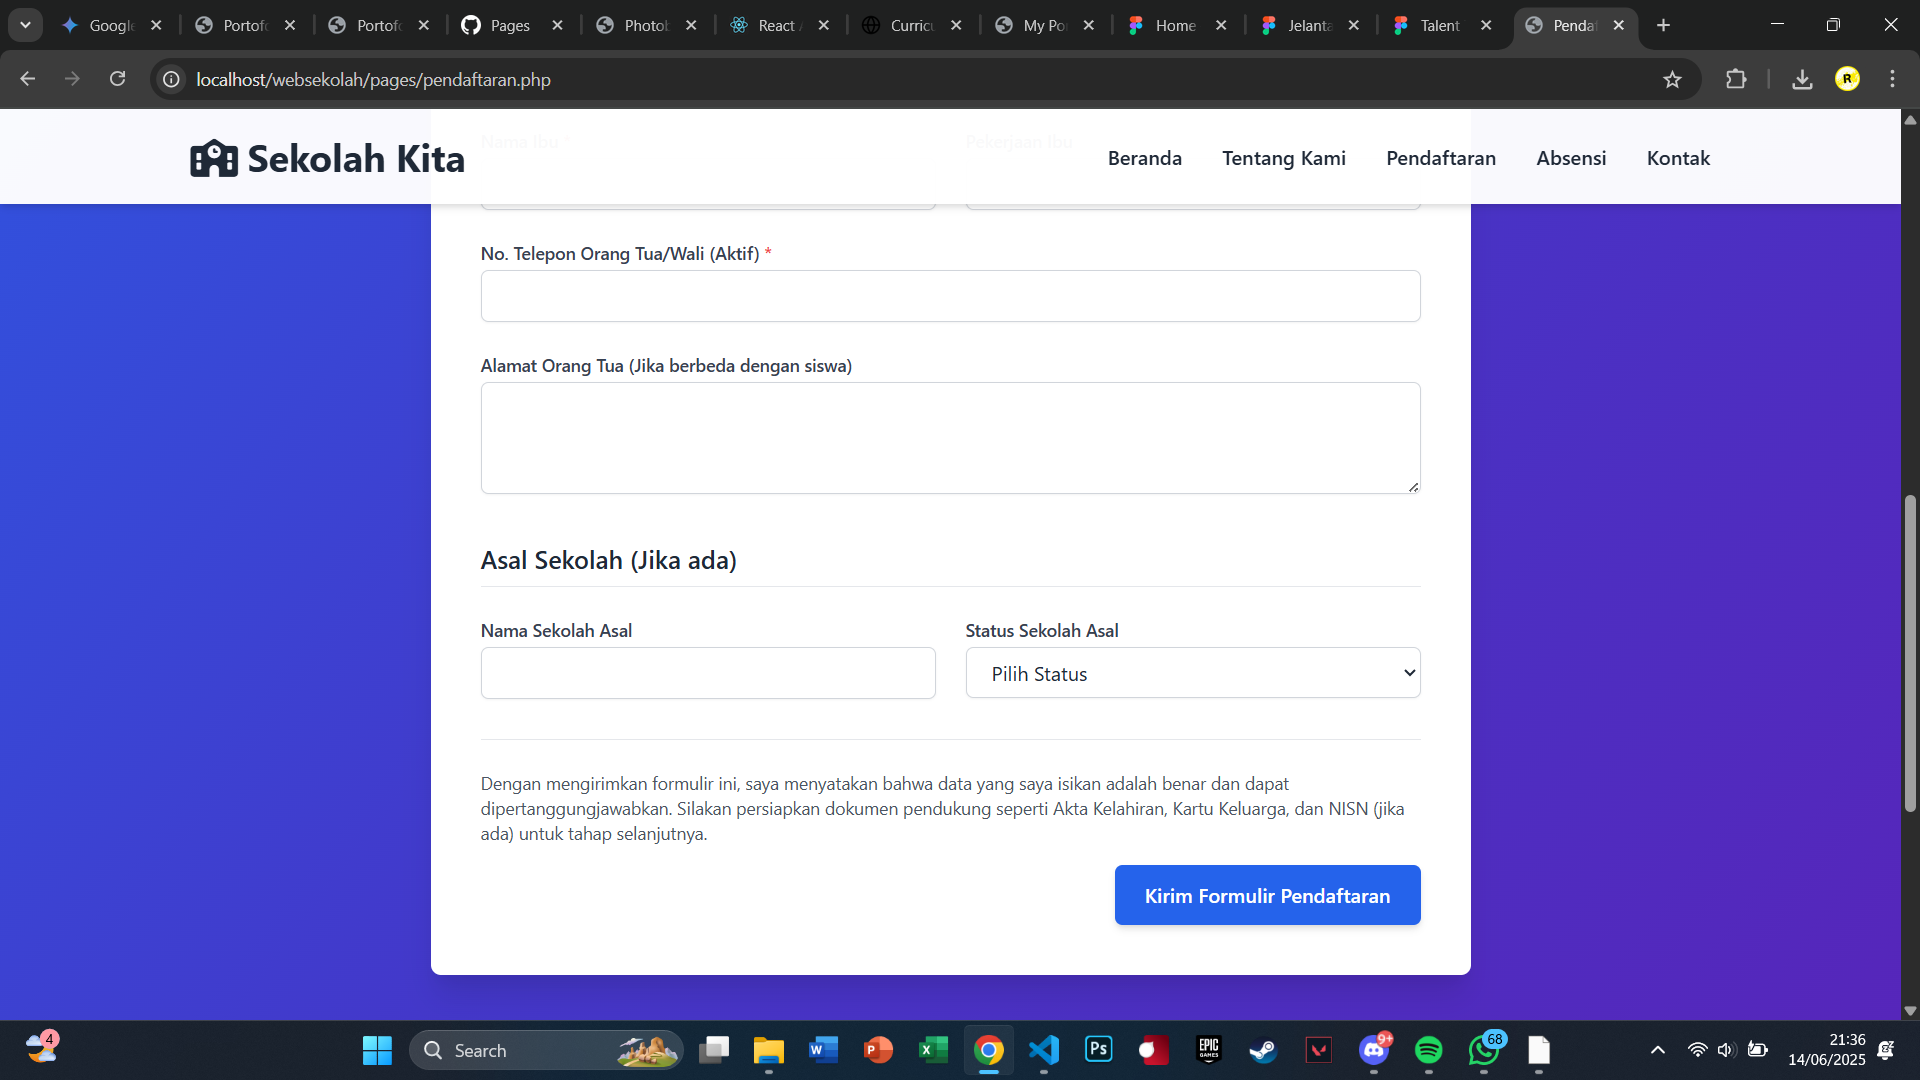 Google
Portofo
Portofo
Pages
Photob
React A
Curricu
My Po
Home
Jelanta
Talent
Pendaf
localhost/websekolah/pages/pendaftaran.php
R
Sekolah Kita
Beranda
Tentang Kami
Pendaftaran
Absensi
Kontak
Nama Ibu *
Pekerjaan Ibu
No. Telepon Orang Tua/Wali (Aktif) *
Alamat Orang Tua (Jika berbeda dengan siswa)
Asal Sekolah (Jika ada)
Nama Sekolah Asal
Status Sekolah Asal
Pilih Status
Dengan mengirimkan formulir ini, saya menyatakan bahwa data yang saya isikan adalah benar dan dapat
dipertanggungjawabkan. Silakan persiapkan dokumen pendukung seperti Akta Kelahiran, Kartu Keluarga, dan NISN (jika
ada) untuk tahap selanjutnya.
Kirim Formulir Pendaftaran
4
Search
W
P
X
Ps
EPIC
GAMES
9+
68
21:36
14/06/2025